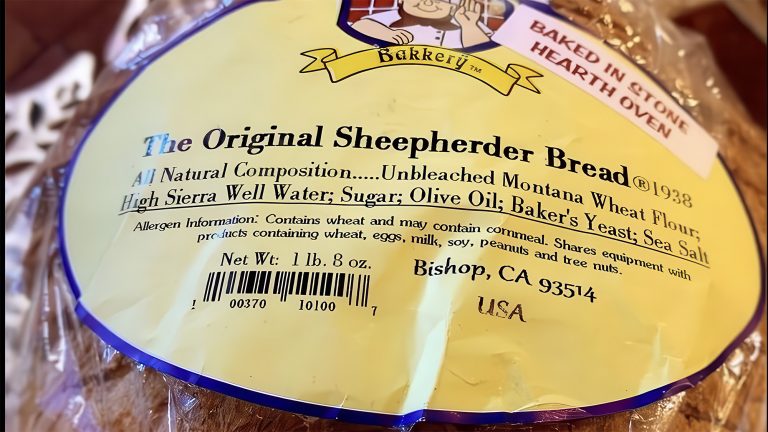 Bakkerÿ™
BAKED IN STONE
HEARTH OVEN
The Original Sheepherder Bread®1938
All Natural Composition.....Unbleached Montana Wheat Flour;
High Sierra Well Water; Sugar; Olive Oil; Baker's Yeast; Sea Salt
Allergen Information: Contains wheat and may contain cornmeal. Shares equipment with
products containing wheat, eggs, milk, soy, peanuts and tree nuts.
Net Wt: 1 lb. 8 oz.
Bishop, CA 93514
USA
1 00370 10100 7